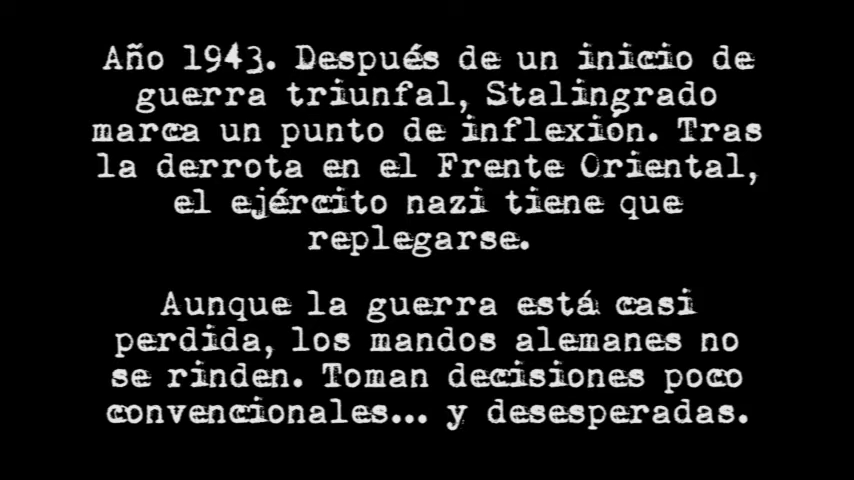 Año 1943. Después de un inicio de
guerra triunfal, Stalingrado
marca un punto de inflexión. Tras
la derrota en el Frente Oriental,
el ejército nazi tiene que
replegarse.
Aunque la guerra está casi
perdida, los mandos alemanes no
se rinden. Toman decisiones poco
convencionales... y desesperadas.